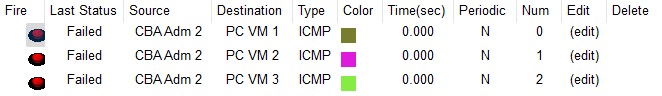 Fire Last Status Source Destination Type Color Time(sec) Periodic Num Edit Delete
Failed CBA Adm 2 PC VM 1 ICMP 0.000 N 0 (edit)
Failed CBA Adm 2 PC VM 2 ICMP 0.000 N 1 (edit)
Failed CBA Adm 2 PC VM 3 ICMP 0.000 N 2 (edit)